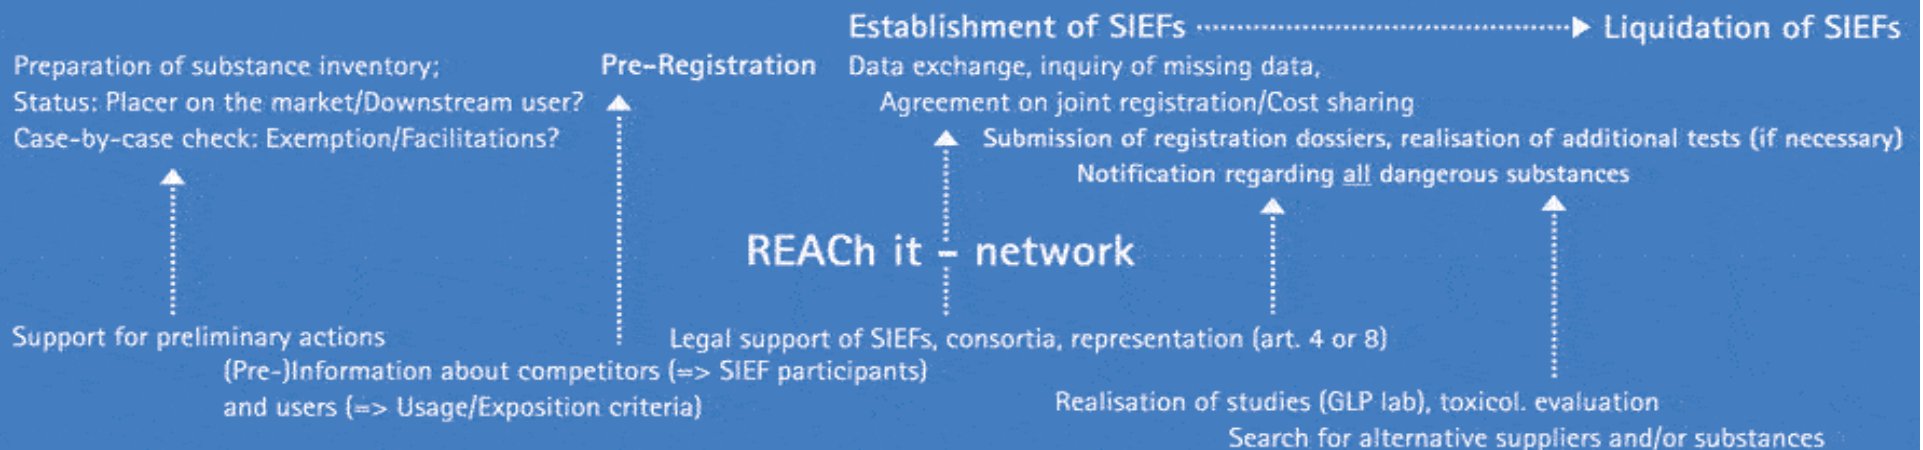 Establishment of SIEFs Liquidation of SIEFs
Preparation of substance inventory;
Status: Placer on the market/Downstream user?
Case-by-case check: Exemption/Facilitations?
Pre-Registration
Data exchange, inquiry of missing data,
Agreement on joint registration/Cost sharing
Submission of registration dossiers, realisation of additional tests (if necessary)
Notification regarding all dangerous substances
REACh it - network
Support for preliminary actions
(Pre-)Information about competitors (=> SIEF participants)
and users (=> Usage/Exposition criteria)
Legal support of SIEFs, consortia, representation (art. 4 or 8)
Realisation of studies (GLP lab), toxicol. evaluation
Search for alternative suppliers and/or substances